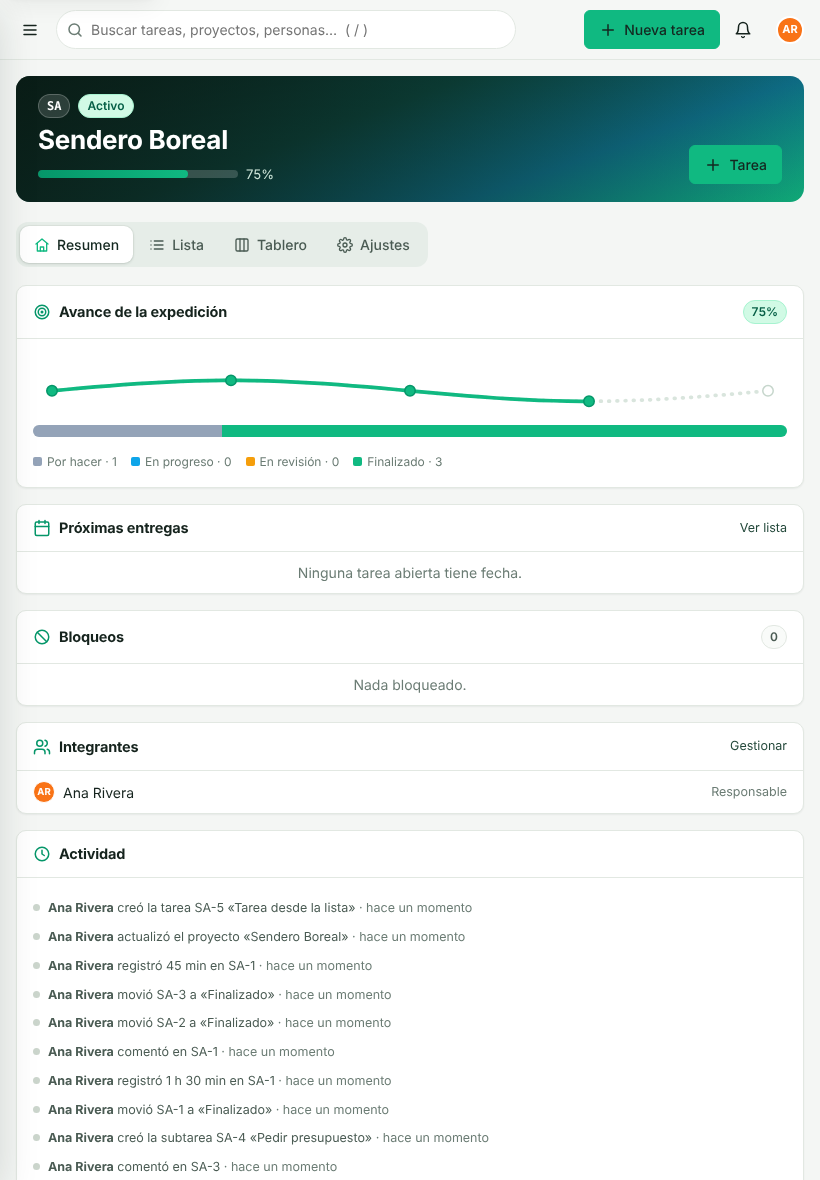 Buscar tareas, proyectos, personas... ( / )
Nueva tarea
AR
SA
Activo
Sendero Boreal
75%
Tarea
Resumen
Lista
Tablero
Ajustes
Avance de la expedición
75%
Por hacer · 1
En progreso · 0
En revisión · 0
Finalizado · 3
Próximas entregas
Ver lista
Ninguna tarea abierta tiene fecha.
Bloqueos
0
Nada bloqueado.
Integrantes
Gestionar
AR
Ana Rivera
Responsable
Actividad
Ana Rivera creó la tarea SA-5 «Tarea desde la lista» · hace un momento
Ana Rivera actualizó el proyecto «Sendero Boreal» · hace un momento
Ana Rivera registró 45 min en SA-1 · hace un momento
Ana Rivera movió SA-3 a «Finalizado» · hace un momento
Ana Rivera movió SA-2 a «Finalizado» · hace un momento
Ana Rivera comentó en SA-1 · hace un momento
Ana Rivera registró 1 h 30 min en SA-1 · hace un momento
Ana Rivera movió SA-1 a «Finalizado» · hace un momento
Ana Rivera creó la subtarea SA-4 «Pedir presupuesto» · hace un momento
Ana Rivera comentó en SA-3 · hace un momento